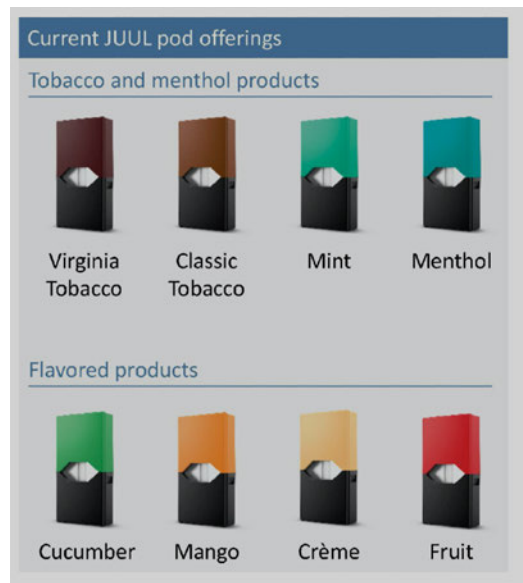 Current JUUL pod offerings
Tobacco and menthol products
Virginia Tobacco
Classic Tobacco
Mint
Menthol
Flavored products
Cucumber
Mango
Crème
Fruit